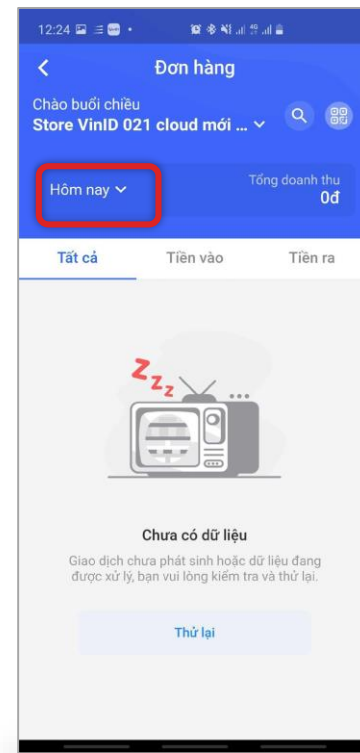 12:24
Đơn hàng
Chào buổi chiều
Store VinID 021 cloud mới ...
Hôm nay
Tổng doanh thu
0đ
Tất cả
Tiền vào
Tiền ra
Z Z Z
Chưa có dữ liệu
Giao dịch chưa phát sinh hoặc dữ liệu đang
được xử lý, bạn vui lòng kiểm tra và thử lại.
Thử lại